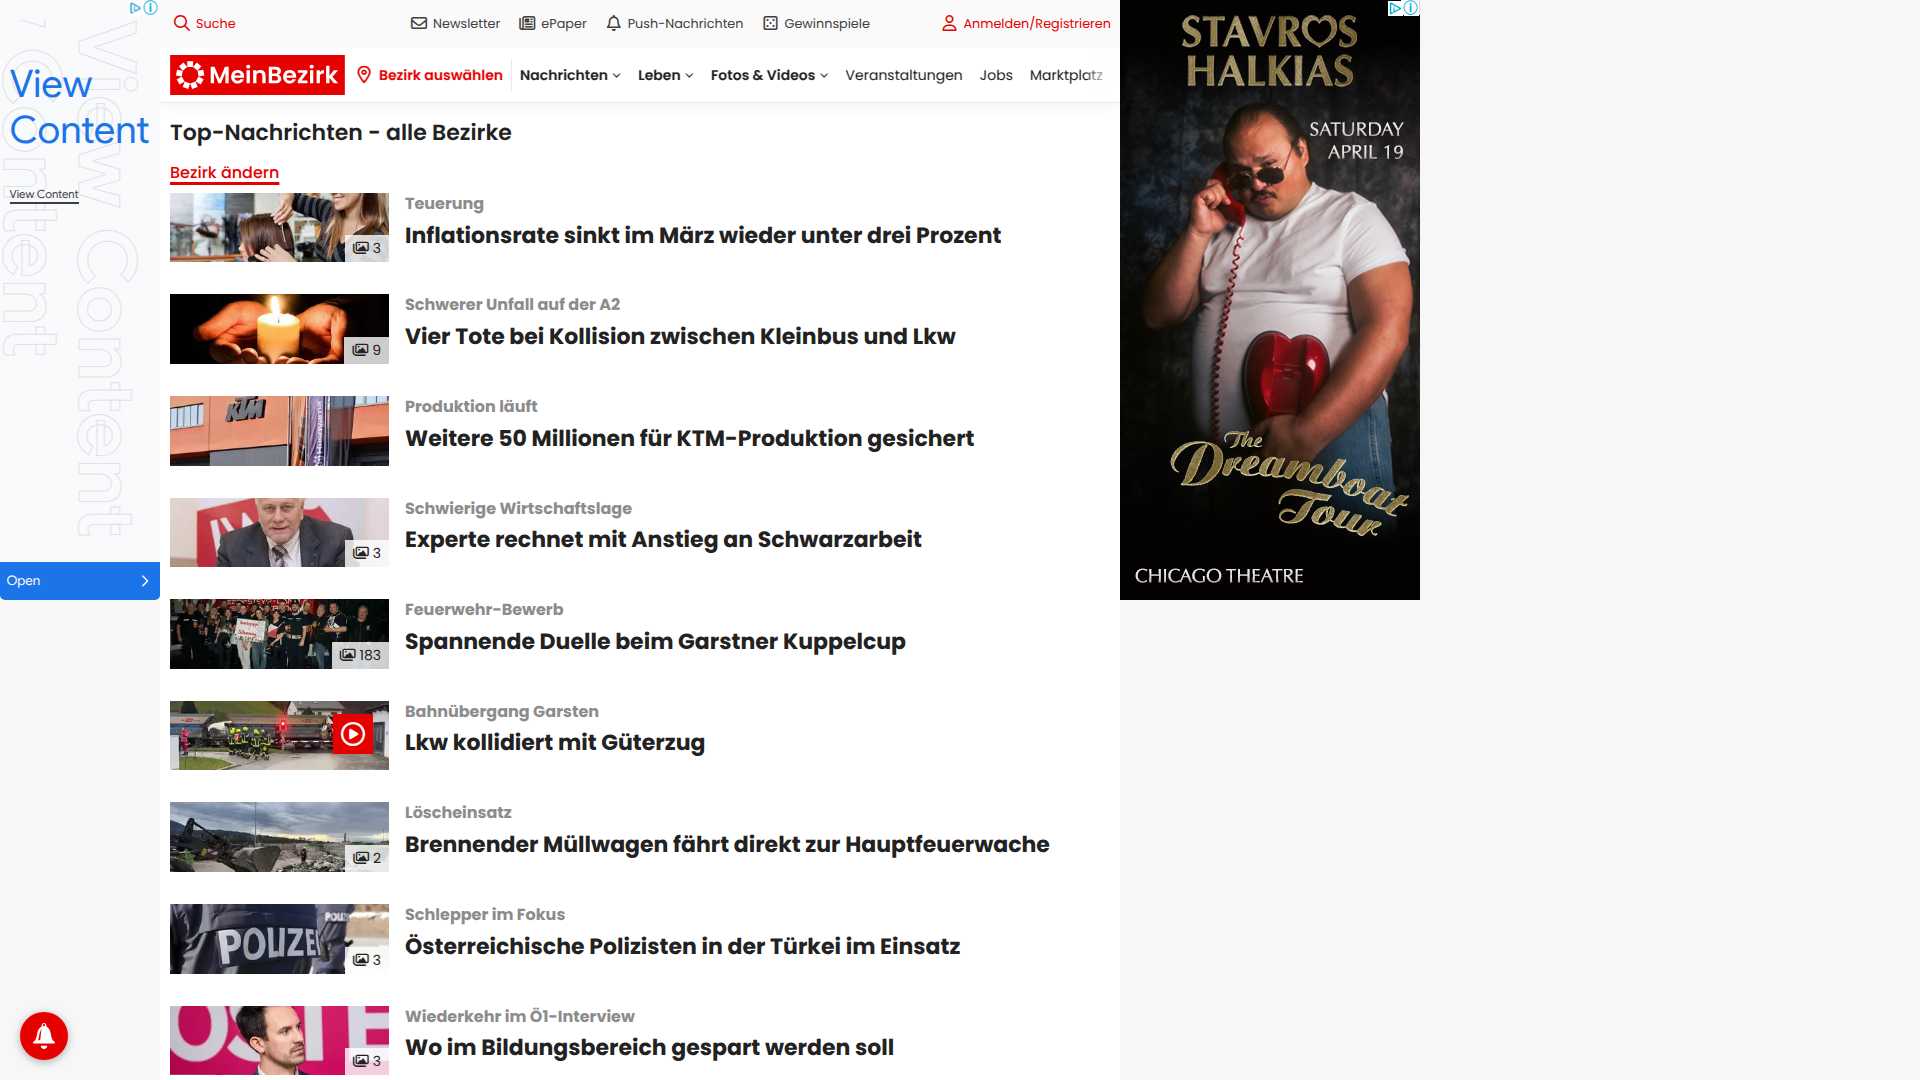 Suche
Newsletter
ePaper
Push-Nachrichten
Gewinnspiele
Anmelden/Registrieren
MeinBezirk
Bezirk auswählen
Nachrichten
Leben
Fotos & Videos
Veranstaltungen
Jobs
Marktplatz
View
Content
View Content
View Content
Open
Top-Nachrichten - alle Bezirke
Bezirk ändern
3
Teuerung
Inflationsrate sinkt im März wieder unter drei Prozent
9
Schwerer Unfall auf der A2
Vier Tote bei Kollision zwischen Kleinbus und Lkw
KTM
Produktion läuft
Weitere 50 Millionen für KTM-Produktion gesichert
3
Schwierige Wirtschaftslage
Experte rechnet mit Anstieg an Schwarzarbeit
183
Feuerwehr-Bewerb
Spannende Duelle beim Garstner Kuppelcup
Bahnübergang Garsten
Lkw kollidiert mit Güterzug
2
Löscheinsatz
Brennender Müllwagen fährt direkt zur Hauptfeuerwache
POLIZEI
3
Schlepper im Fokus
Österreichische Polizisten in der Türkei im Einsatz
3
Wiederkehr im Ö1-Interview
Wo im Bildungsbereich gespart werden soll
STAVROS
HALKIAS
SATURDAY
APRIL 19
The
Dreamboat
Tour
CHICAGO THEATRE